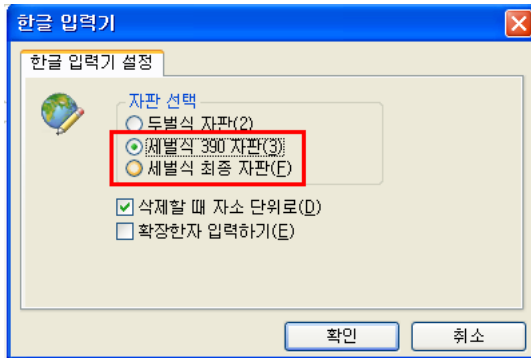 한글 입력기
한글 입력기 설정
자판 선택
두벌식 자판(2)
세벌식 390 자판(3)
세벌식 최종 자판(F)
삭제할 때 자소 단위로(D)
확장한자 입력하기(E)
확인
취소